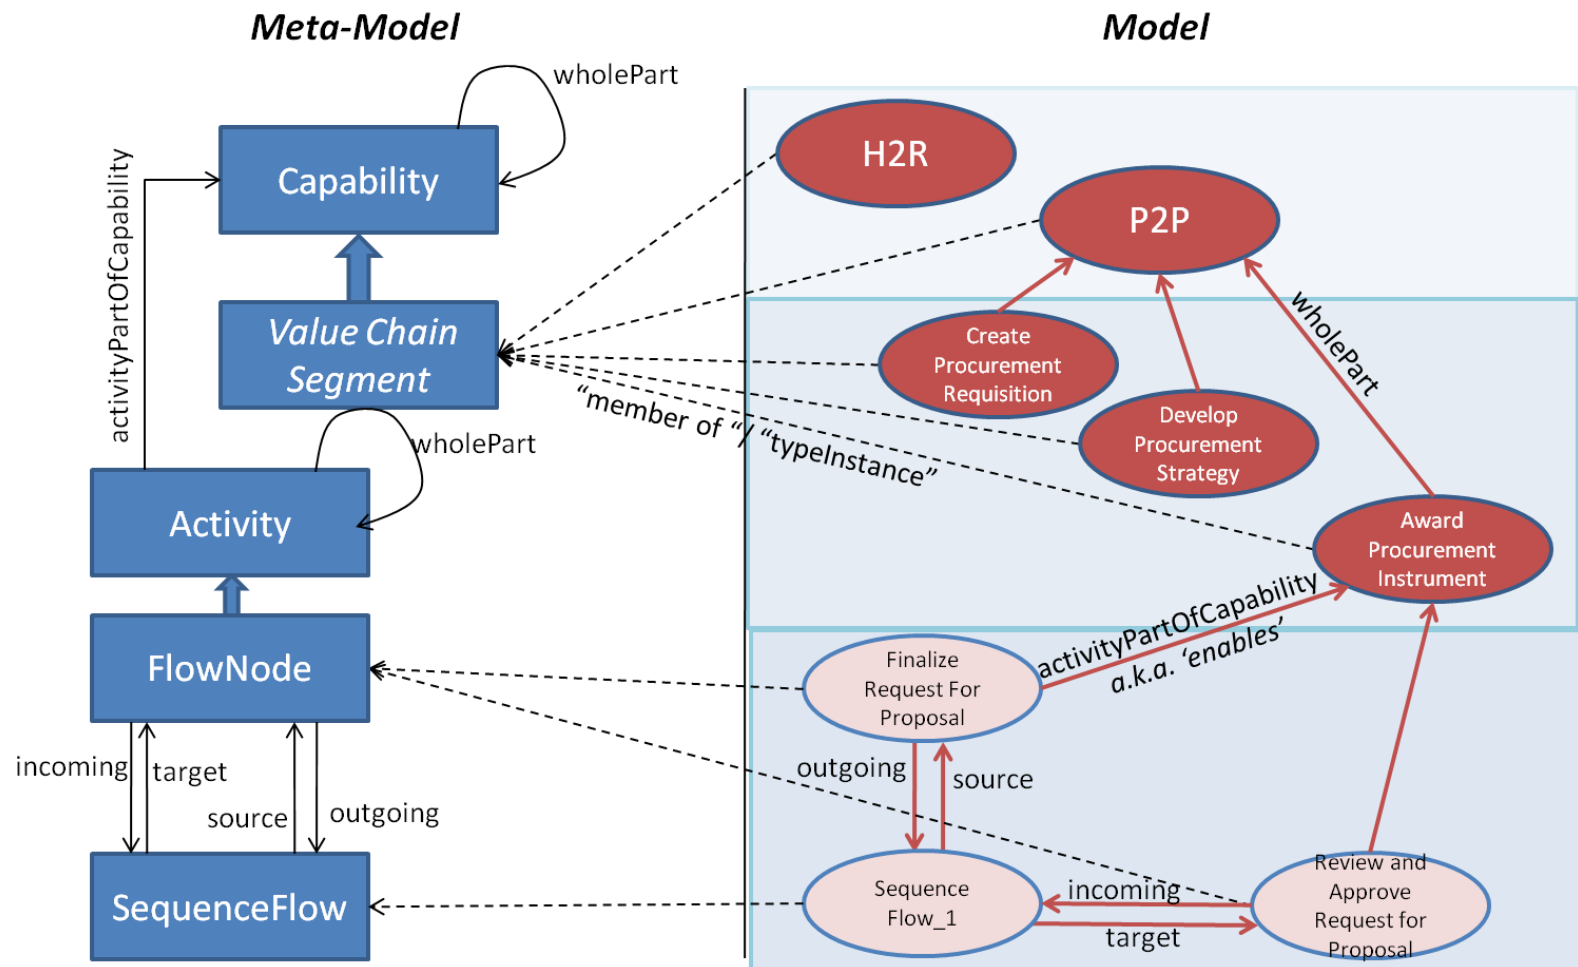 Meta-Model
Model
wholePart
Capability
activityPartOfCapability
Value Chain
Segment
wholePart
Activity
FlowNode
incoming
target
source
outgoing
SequenceFlow
H2R
P2P
Create
Procurement
Requisition
Develop
Procurement
Strategy
wholePart
“member of “/ “typeInstance”
Award
Procurement
Instrument
activityPartOfCapability
a.k.a. ‘enables’
Finalize
Request For
Proposal
outgoing
source
Sequence
Flow_1
incoming
target
Review and
Approve
Request for
Proposal